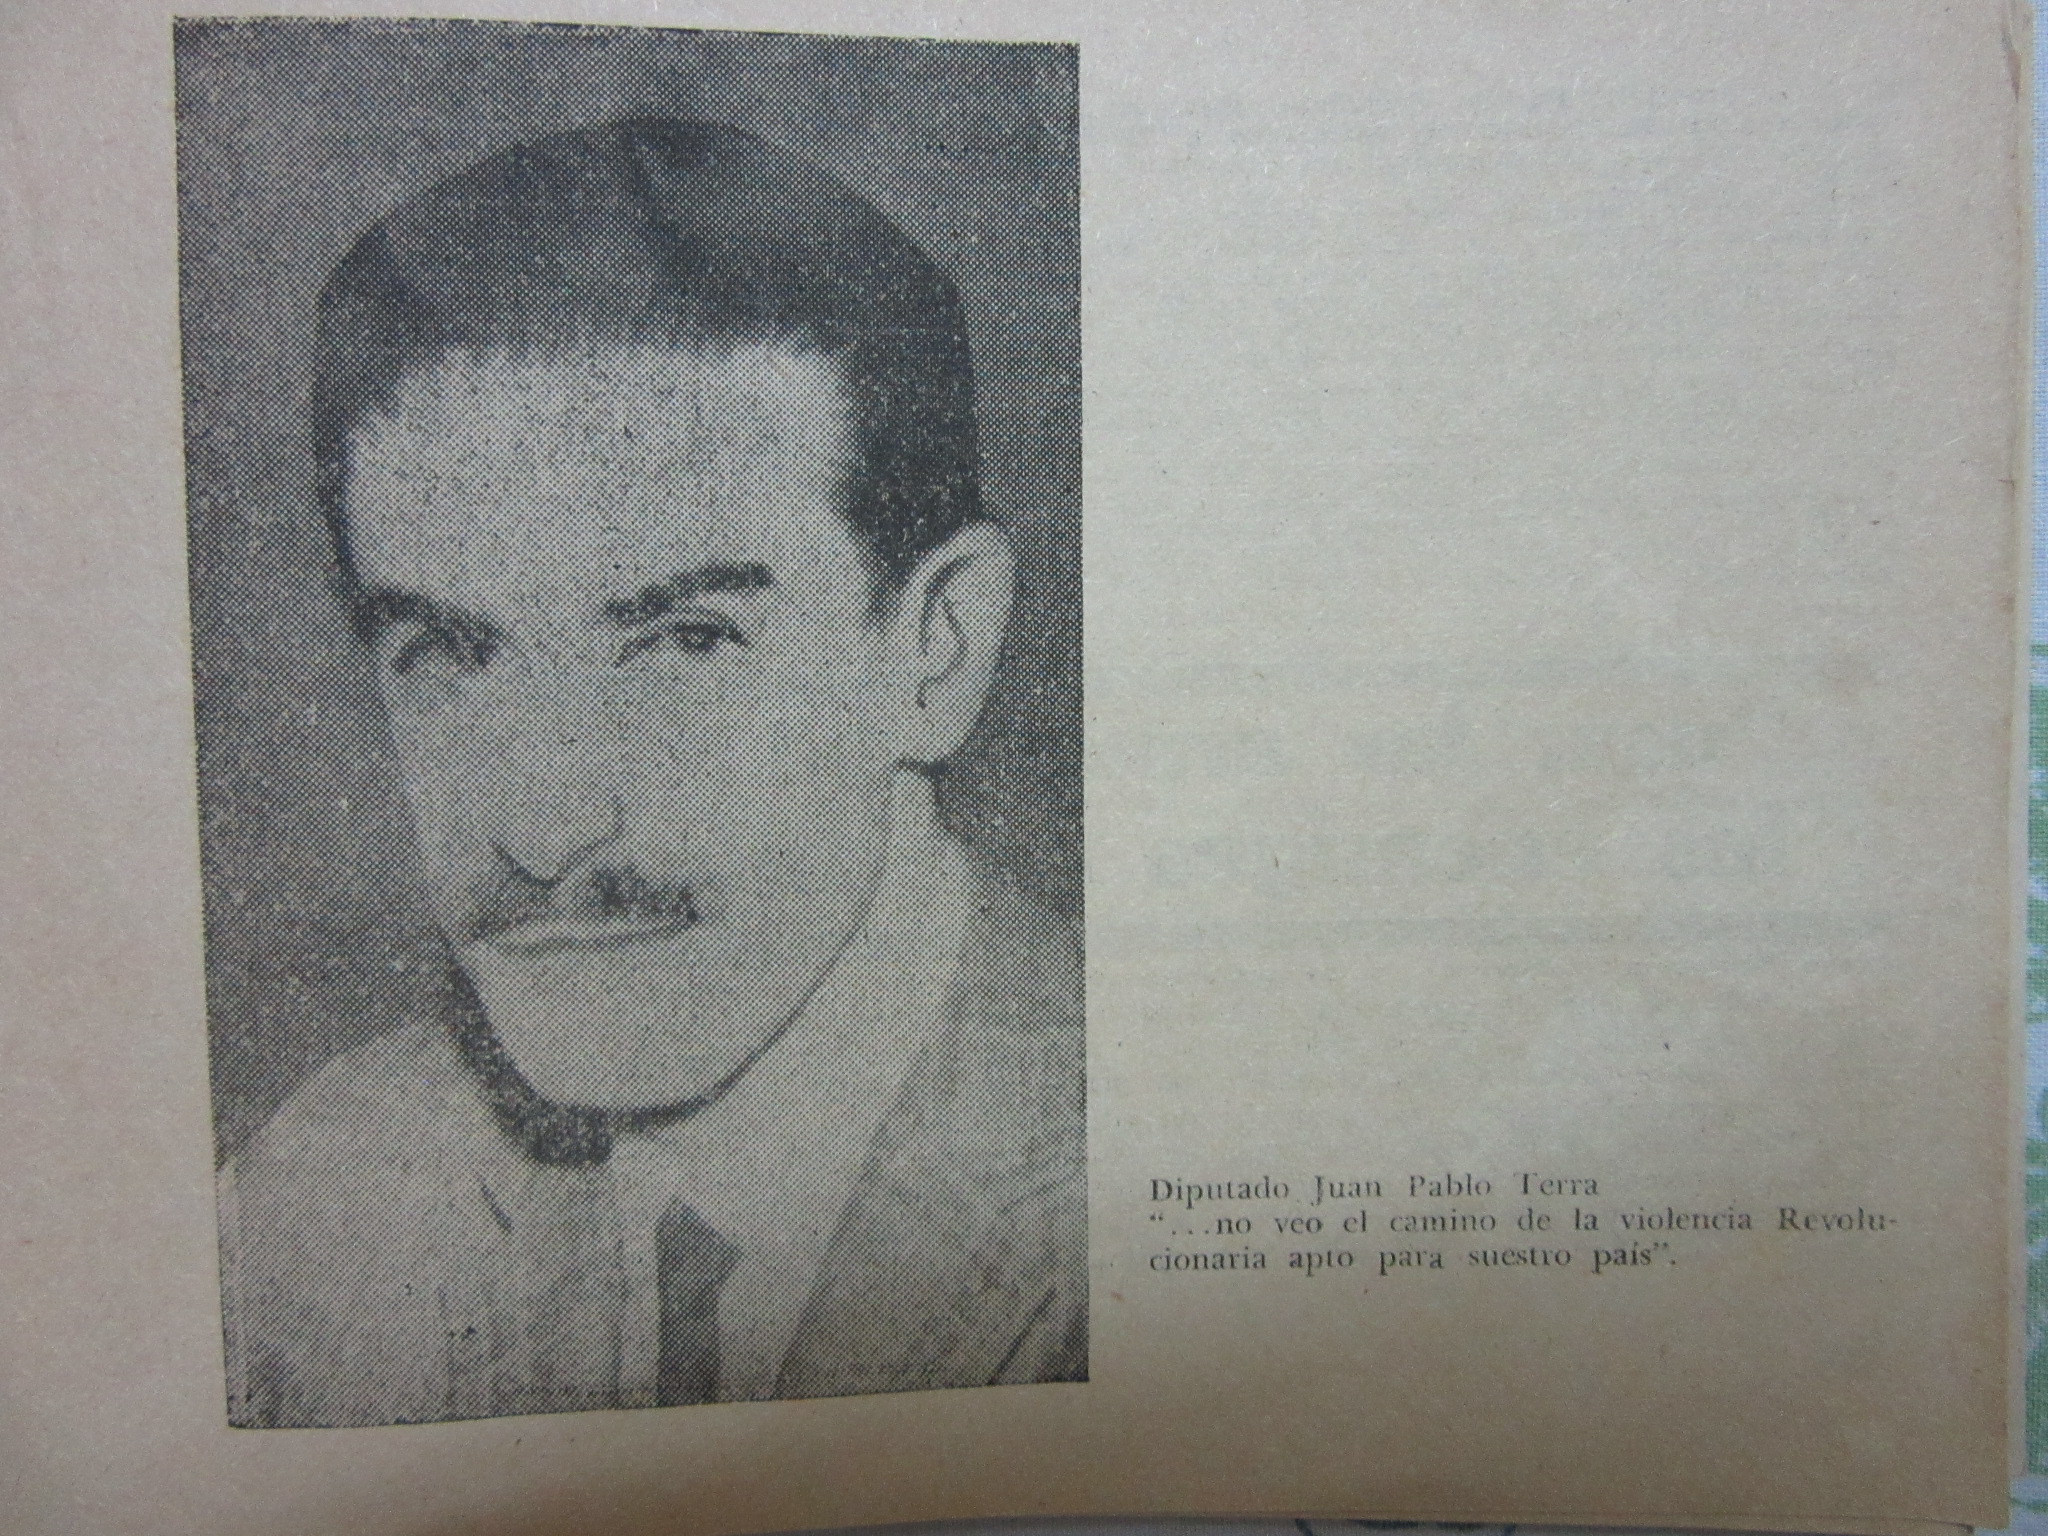 Diputado Juan Pablo Terra
“...no veo el camino de la violencia Revolu-
cionaria apto para suestro país”.